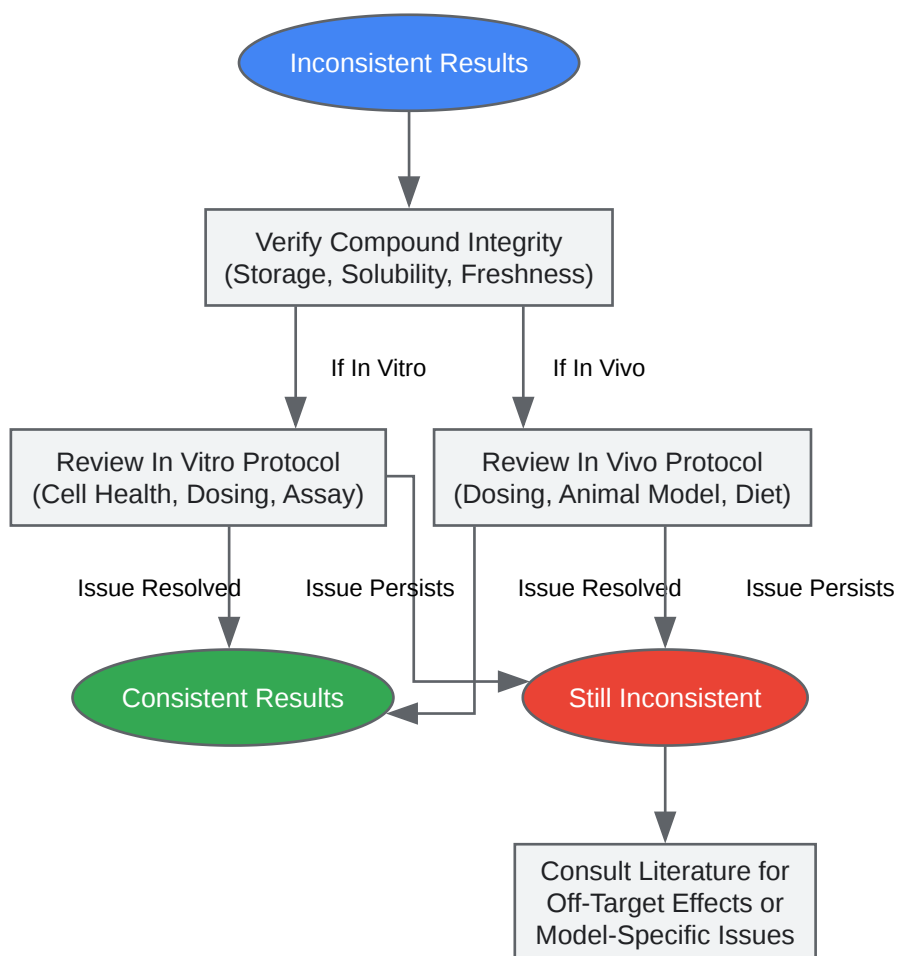 Inconsistent Results
Verify Compound Integrity
(Storage, Solubility, Freshness)
If In Vitro
If In Vivo
Review In Vitro Protocol
(Cell Health, Dosing, Assay)
Review In Vivo Protocol
(Dosing, Animal Model, Diet)
Issue Resolved
Issue Persists
Issue Resolved
Issue Persists
Consistent Results
Still Inconsistent
Consult Literature for
Off-Target Effects or
Model-Specific Issues